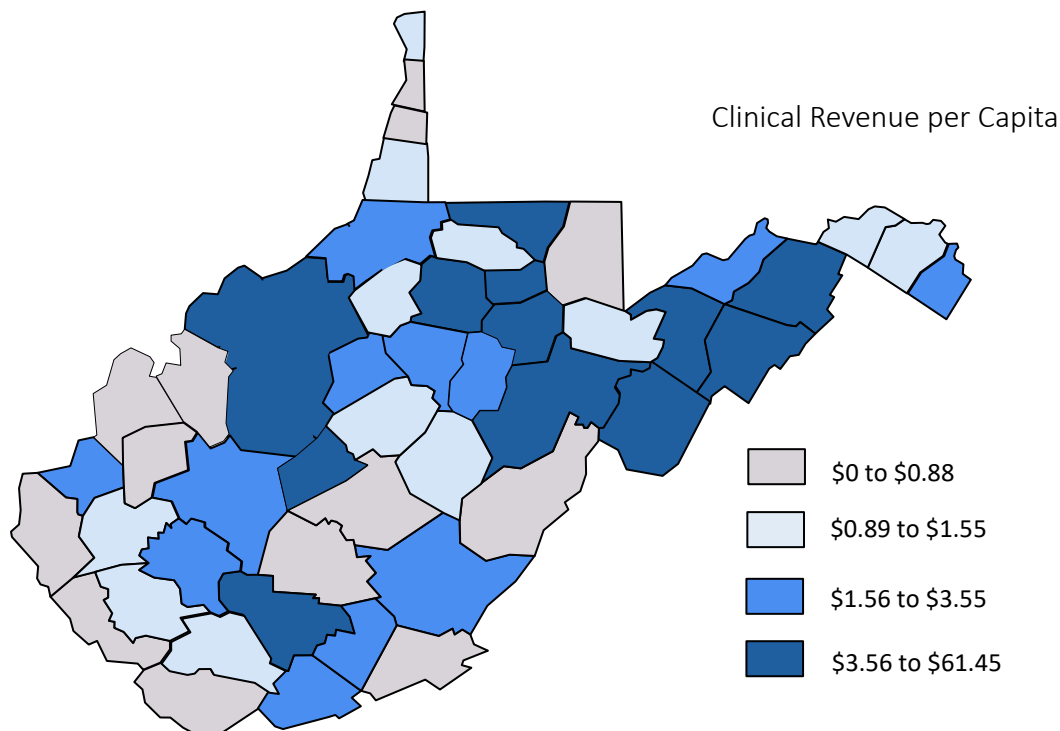 Clinical Revenue per Capita
$0 to $0.88
$0.89 to $1.55
$1.56 to $3.55
$3.56 to $61.45